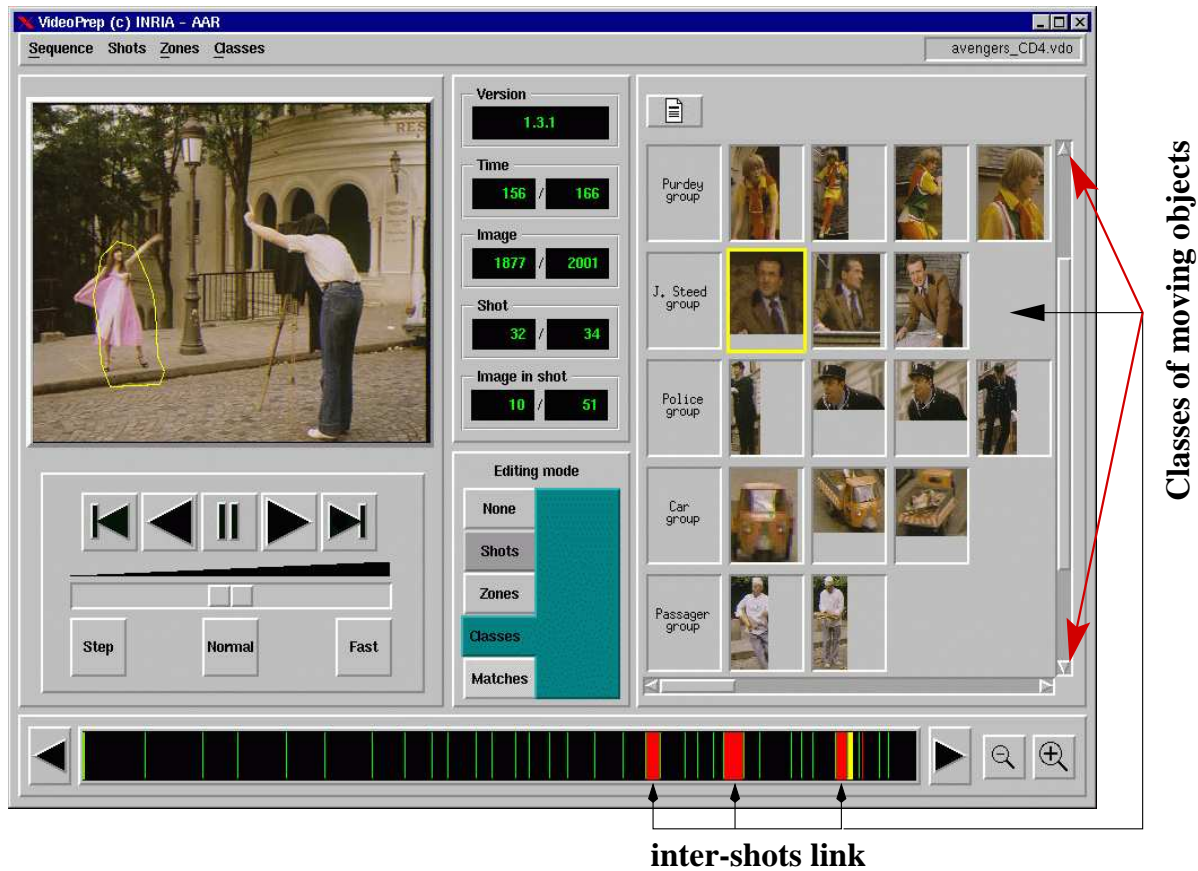 VideoPrep (c) INRIA - AAR
Sequence Shots Zones Classes
avengers_CD4.vdo
RES
Version
1.3.1
Time
156 / 166
Image
1877 / 2001
Shot
32 / 34
Image in shot
10 / 51
Editing mode
None
Shots
Zones
Classes
Matches
Step
Normal
Fast
Purdey
group
J. Steed
group
Police
group
Car
group
Passager
group
Classes of moving objects
inter-shots link